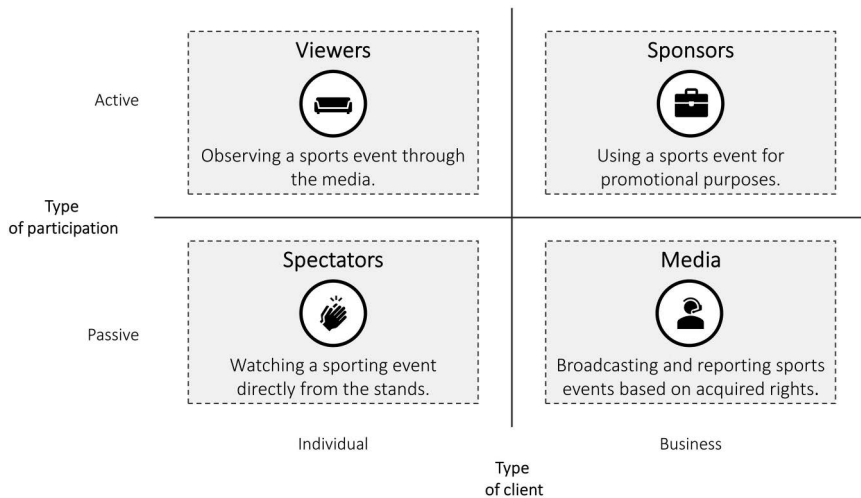 Viewers
Observing a sports event through
the media.
Sponsors
Using a sports event for
promotional purposes.
Active
Type
of participation
Spectators
Watching a sporting event
directly from the stands.
Media
Broadcasting and reporting sports
events based on acquired rights.
Passive
Individual
Business
Type
of client